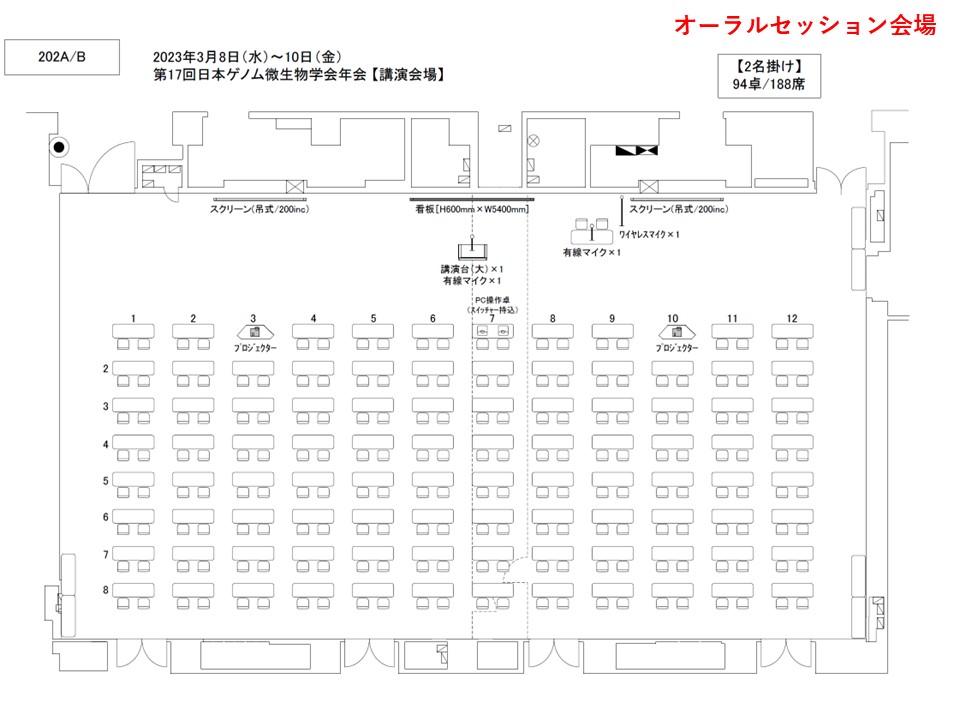 オーラルセッション会場
202A/B
2023年3月8日(水)～10日(金)
第17回日本ゲノム微生物学会年会【講演会場】
【2名掛け】
94卓/188席
スクリーン(吊式/200inc)
看板[H600mm×W5400mm]
スクリーン(吊式/200inc)
ワイヤレスマイク×1
有線マイク×1
講演台(大)×1
有線マイク×1
PC操作卓
(スイッチャー持込)
1 2 3 4 5 6 7 8 9 10 11 12
プロジェクター
プロジェクター
2
3
4
5
6
7
8